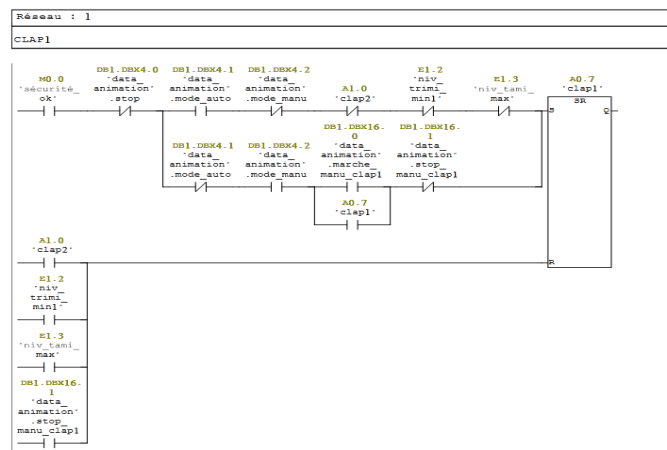 Réseau : 1
CLAP1
M0.0
"sécurité_
ok"
DB1.DBX4.0
"data_
animation"
.stop
DB1.DBX4.1
"data_
animation"
.mode_auto
DB1.DBX4.2
"data_
animation"
.mode_manu
A1.0
"clap2"
E1.2
"niv_
trimi_
min1"
E1.3
"niv_tami_
max"
A0.7
"clap1"
SR
S
Q
DB1.DBX4.1
"data_
animation"
.mode_auto
DB1.DBX4.2
"data_
animation"
.mode_manu
DB1.DBX16.
0
"data_
animation"
.marche_
manu_clap1
DB1.DBX16.
1
"data_
animation"
.stop_
manu_clap1
A0.7
"clap1"
A1.0
"clap2"
R
E1.2
"niv_
trimi_
min1"
E1.3
"niv_tami_
max"
DB1.DBX16.
1
"data_
animation"
.stop_
manu_clap1